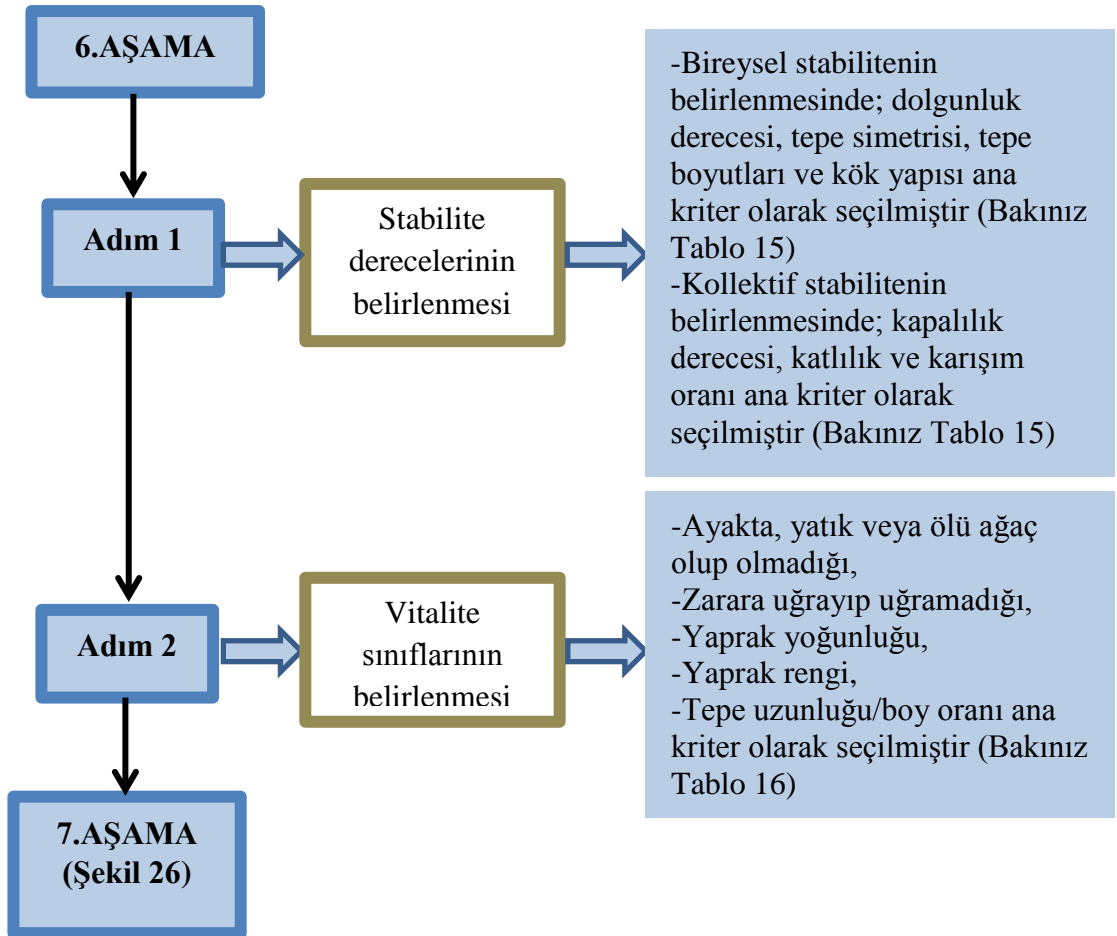 6.AŞAMA
Adım 1
Stabilite
derecelerinin
belirlenmesi
-Bireysel stabilitenin
belirlenmesinde; dolgunluk
derecesi, tepe simetrisi, tepe
boyutları ve kök yapısı ana
kriter olarak seçilmiştir (Bakınız
Tablo 15)
-Kollektif stabilitenin
belirlenmesinde; kapalılık
derecesi, katlılık ve karışım
oranı ana kriter olarak
seçilmiştir (Bakınız Tablo 15)
Adım 2
Vitalite
sınıflarının
belirlenmesi
-Ayakta, yatık veya ölü ağaç
olup olmadığı,
-Zarara uğrayıp uğramadığı,
-Yaprak yoğunluğu,
-Yaprak rengi,
-Tepe uzunluğu/boy oranı ana
kriter olarak seçilmiştir (Bakınız
Tablo 16)
7.AŞAMA
(Şekil 26)